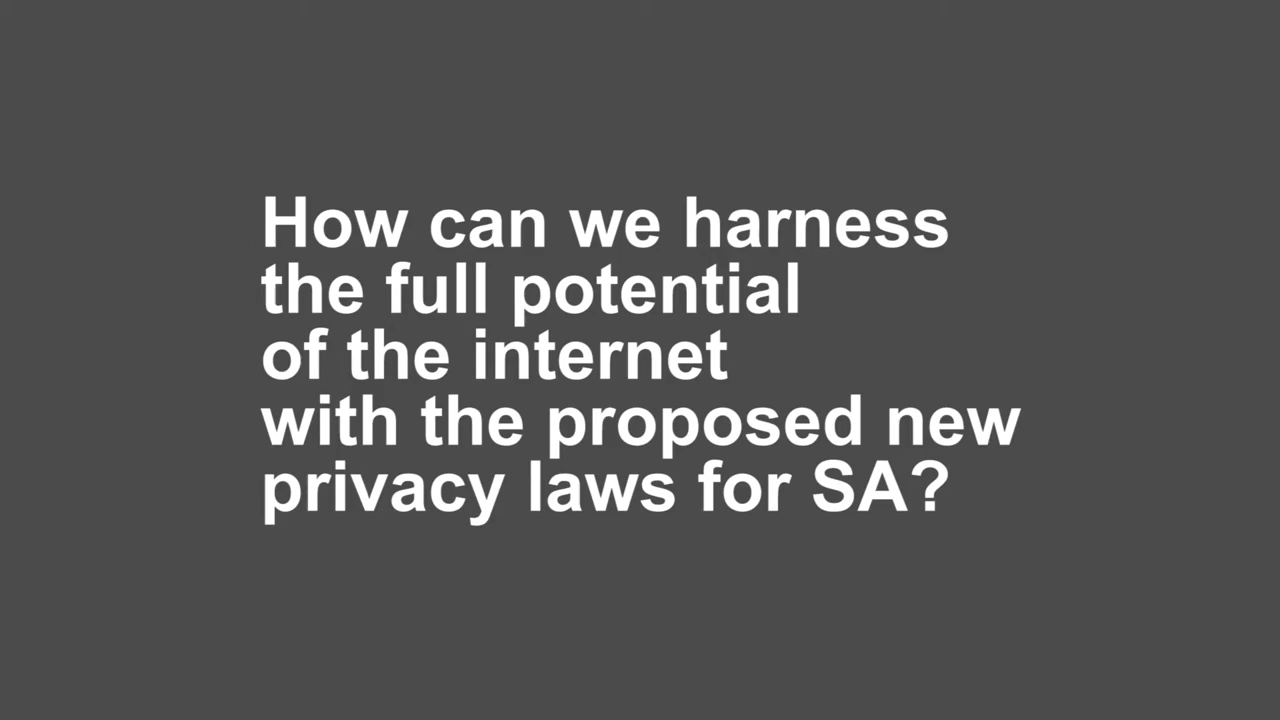 How can we harness
the full potential
of the internet
with the proposed new
privacy laws for SA?